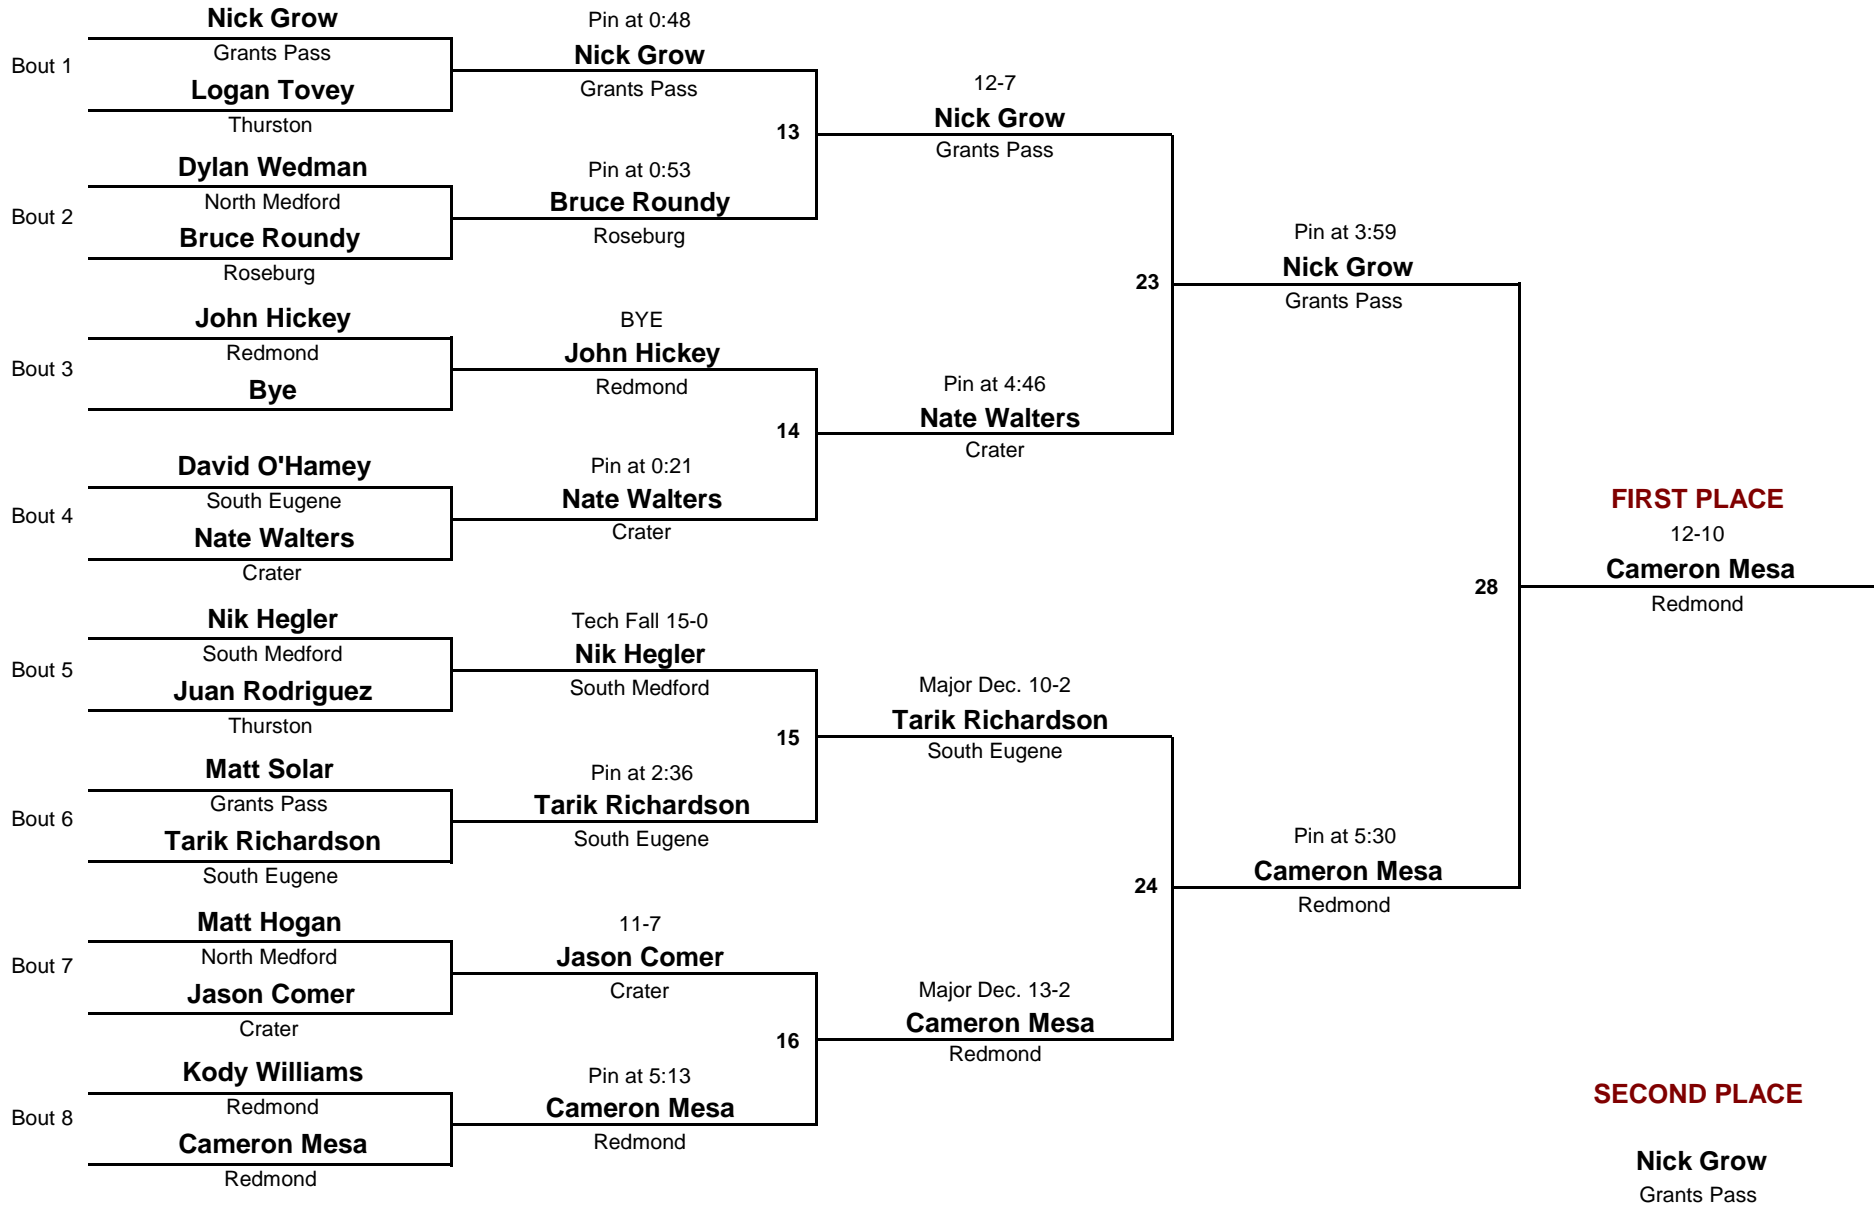 Nick Grow
Bout 1
Grants Pass
Logan Tovey
Thurston
Dylan Wedman
Bout 2
North Medford
Bruce Roundy
Roseburg
John Hickey
Bout 3
Redmond
Bye
David O'Hamey
Bout 4
South Eugene
Nate Walters
Crater
Nik Hegler
Bout 5
South Medford
Juan Rodriguez
Thurston
Matt Solar
Bout 6
Grants Pass
Tarik Richardson
South Eugene
Matt Hogan
Bout 7
North Medford
Jason Comer
Crater
Kody Williams
Bout 8
Redmond
Cameron Mesa
Redmond
Pin at 0:48
Nick Grow
Grants Pass
13
Pin at 0:53
Bruce Roundy
Roseburg
BYE
John Hickey
Redmond
14
Pin at 0:21
Nate Walters
Crater
Tech Fall 15-0
Nik Hegler
South Medford
15
Pin at 2:36
Tarik Richardson
South Eugene
11-7
Jason Comer
Crater
16
Pin at 5:13
Cameron Mesa
Redmond
12-7
Nick Grow
Grants Pass
23
Pin at 4:46
Nate Walters
Crater
Major Dec. 10-2
Tarik Richardson
South Eugene
24
Major Dec. 13-2
Cameron Mesa
Redmond
Pin at 3:59
Nick Grow
Grants Pass
28
Pin at 5:30
Cameron Mesa
Redmond
FIRST PLACE
12-10
Cameron Mesa
Redmond
SECOND PLACE
Nick Grow
Grants Pass